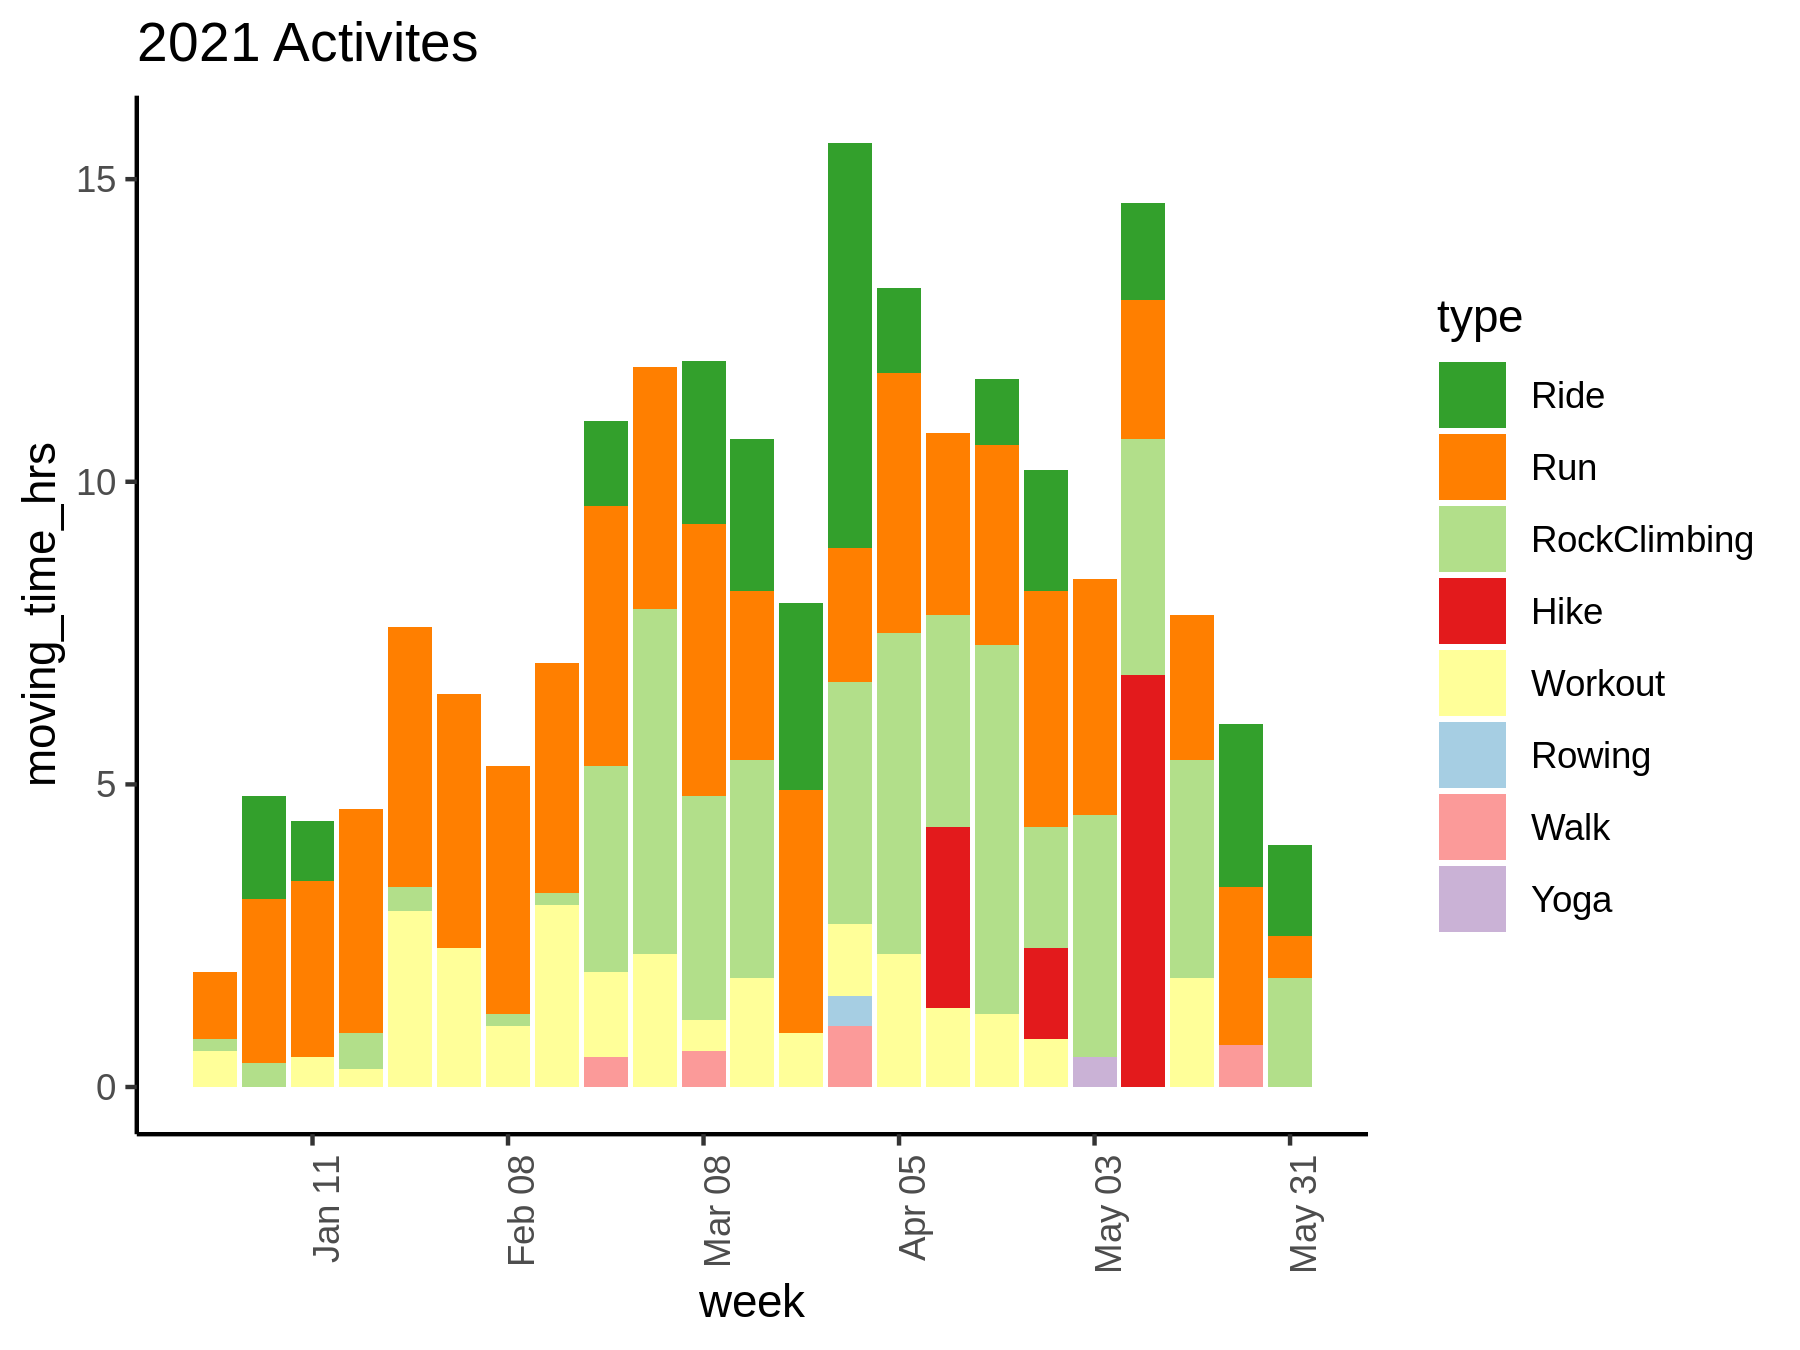 2021 Activites
moving_time_hrs
15
10
5
0
Jan 11
Feb 08
Mar 08
Apr 05
May 03
May 31
week
type
Ride
Run
RockClimbing
Hike
Workout
Rowing
Walk
Yoga